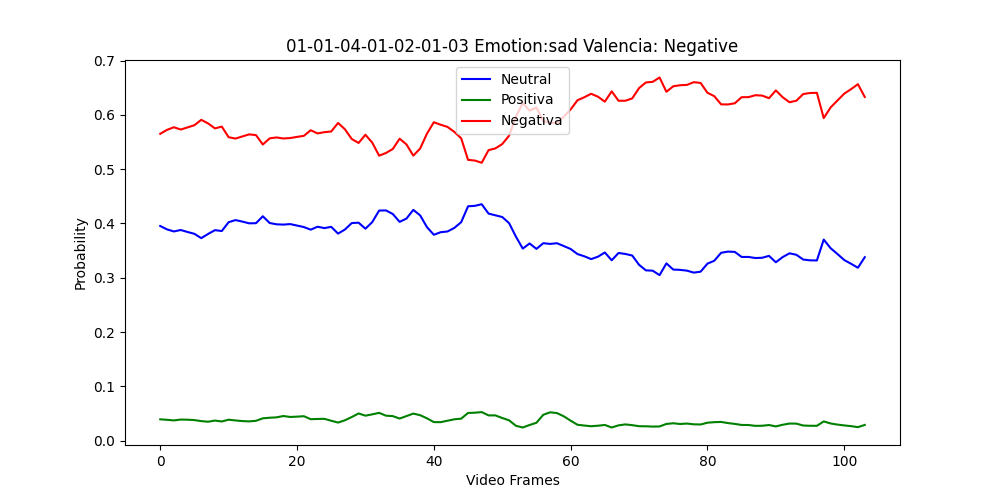 01-01-04-01-02-01-03 Emotion:sad Valencia: Negative
Neutral
Positiva
Negativa
Probability
0.7
0.6
0.5
0.4
0.3
0.2
0.1
0.0
0 20 40 60 80 100
Video Frames